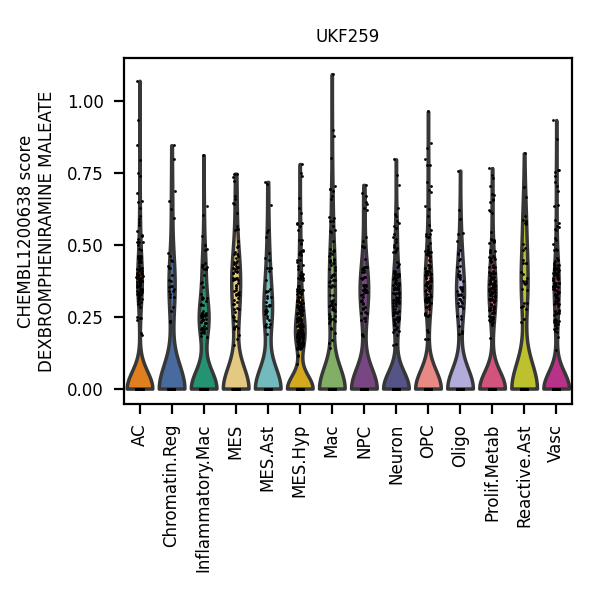 UKF259
CHEMBL1200638 score
DEXBROMPHENIRAMINE MALEATE
1.00
0.75
0.50
0.25
0.00
AC
Chromatin.Reg
Inflammatory.Mac
MES
MES.Ast
MES.Hyp
Mac
NPC
Neuron
OPC
Oligo
Prolif.Metab
Reactive.Ast
Vasc